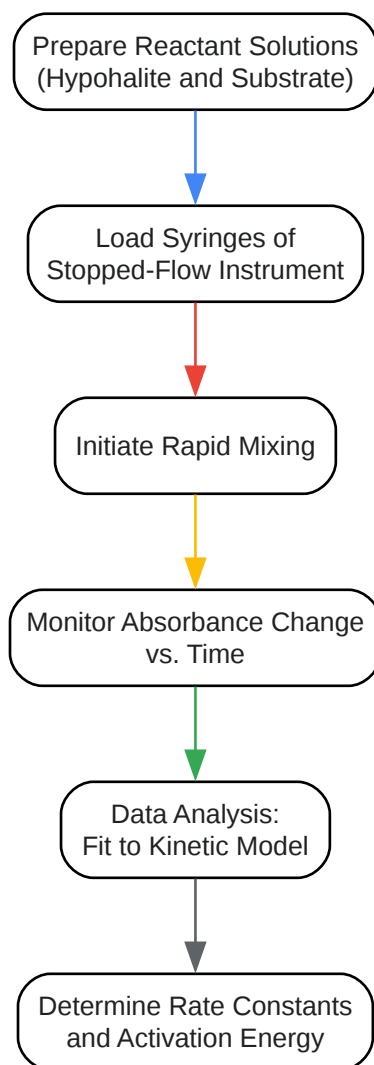 Prepare Reactant Solutions
(Hypohalite and Substrate)
Load Syringes of
Stopped-Flow Instrument
Initiate Rapid Mixing
Monitor Absorbance Change
vs. Time
Data Analysis:
Fit to Kinetic Model
Determine Rate Constants
and Activation Energy